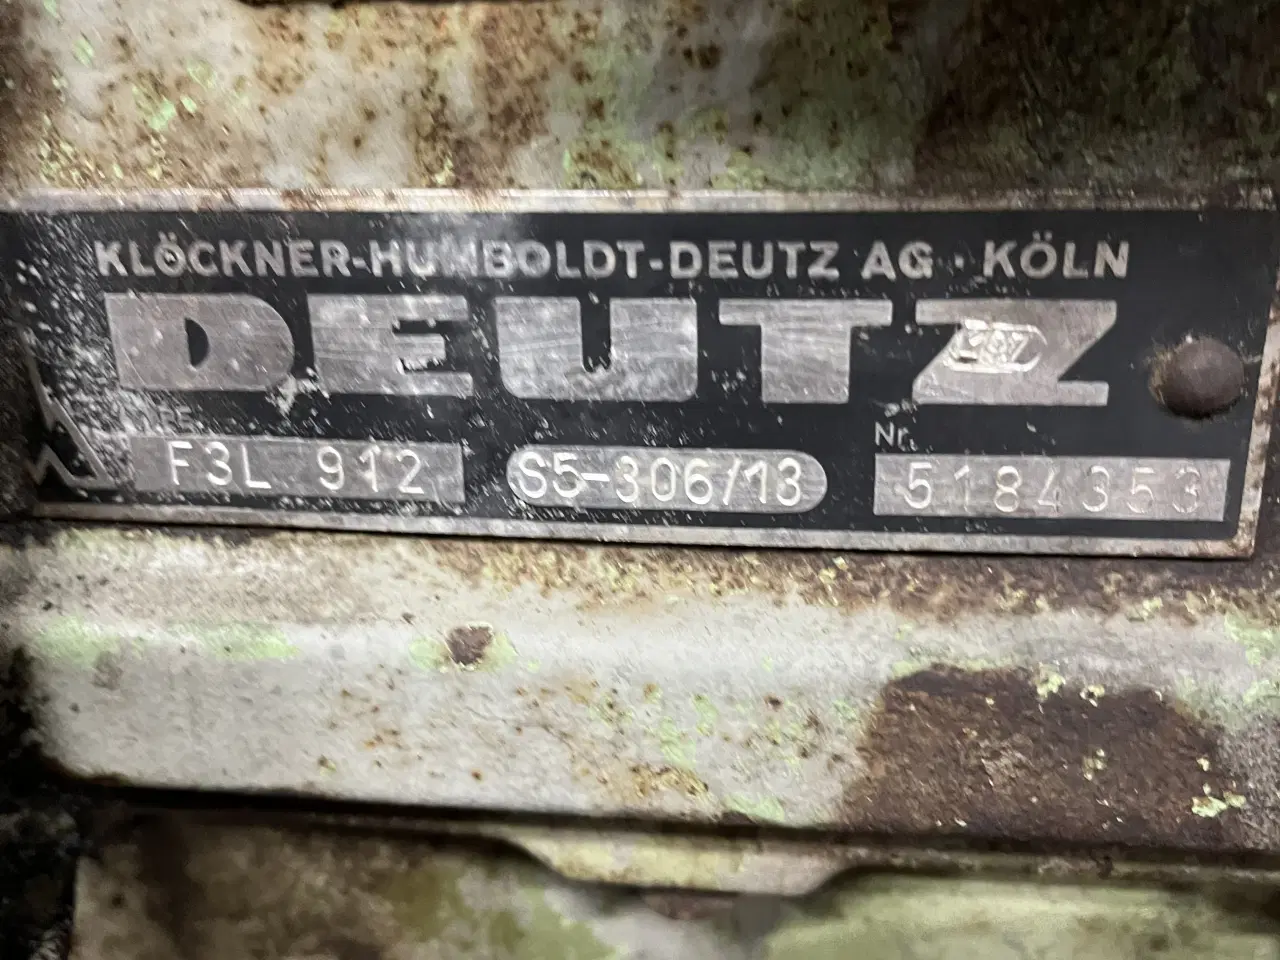 KLÖCKNER-HUMBOLDT-DEUTZ AG · KÖLN
DEUTZ
Nr.
F3L 912 S5-306/13 5184353